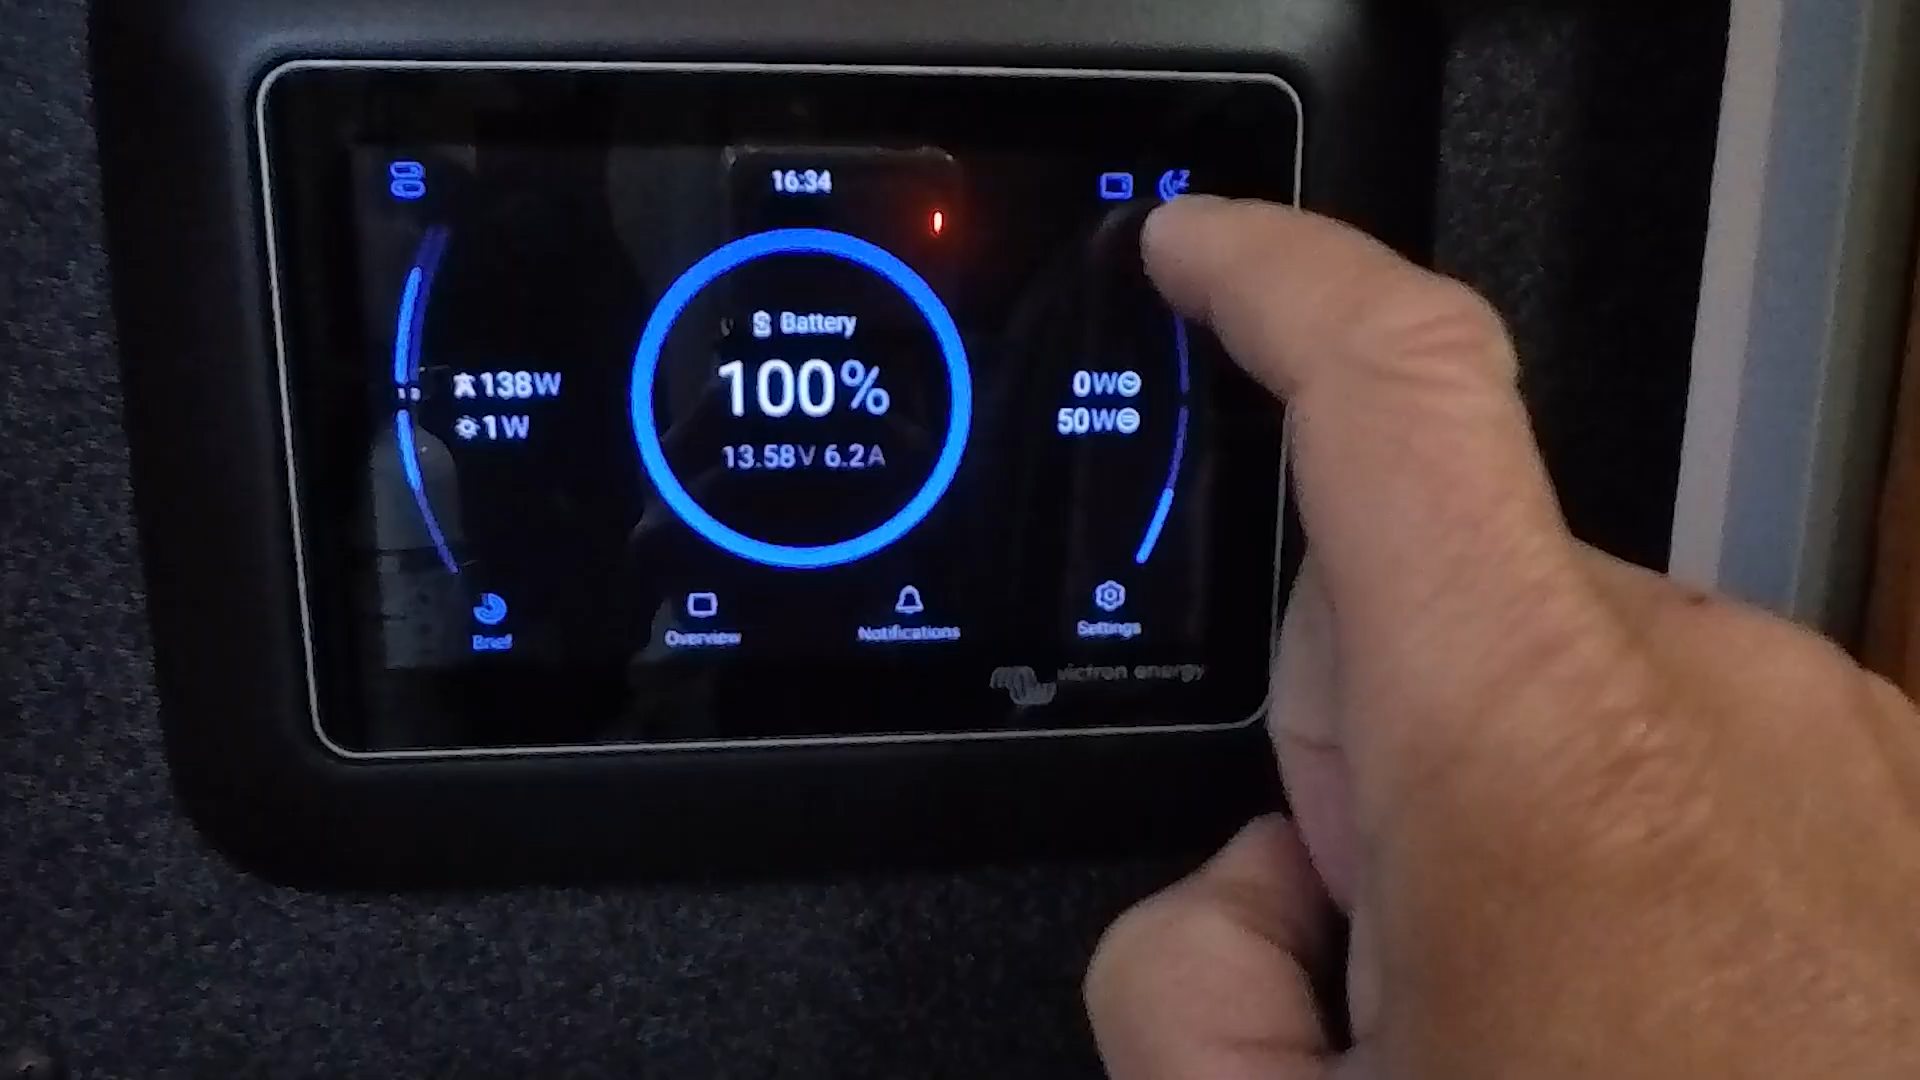 16:34
Battery
100%
13.58V 6.2A
138W
1W
0W
50W
Brief
Overview
Notifications
Settings
victron energy